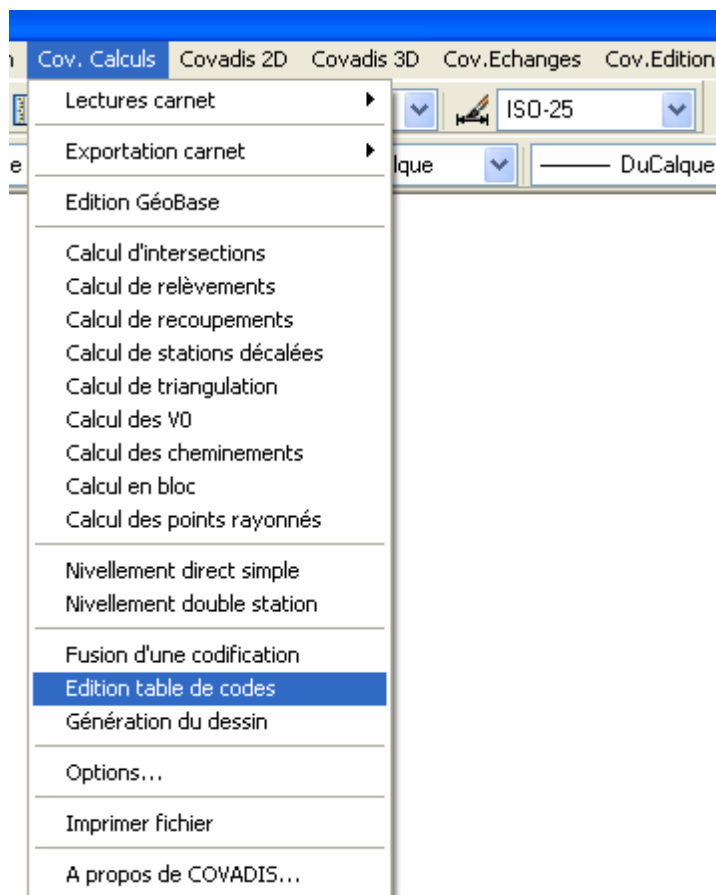 Cov. Calculs Covadis 2D Covadis 3D Cov.Echanges Cov.Edition
Lectures carnet
ISO-25
Exportation carnet
lque
DuCalque
Edition GéoBase
Calcul d'intersections
Calcul de relèvements
Calcul de recoupements
Calcul de stations décalées
Calcul de triangulation
Calcul des V0
Calcul des cheminements
Calcul en bloc
Calcul des points rayonnés
Nivellement direct simple
Nivellement double station
Fusion d'une codification
Edition table de codes
Génération du dessin
Options...
Imprimer fichier
A propos de COVADIS...